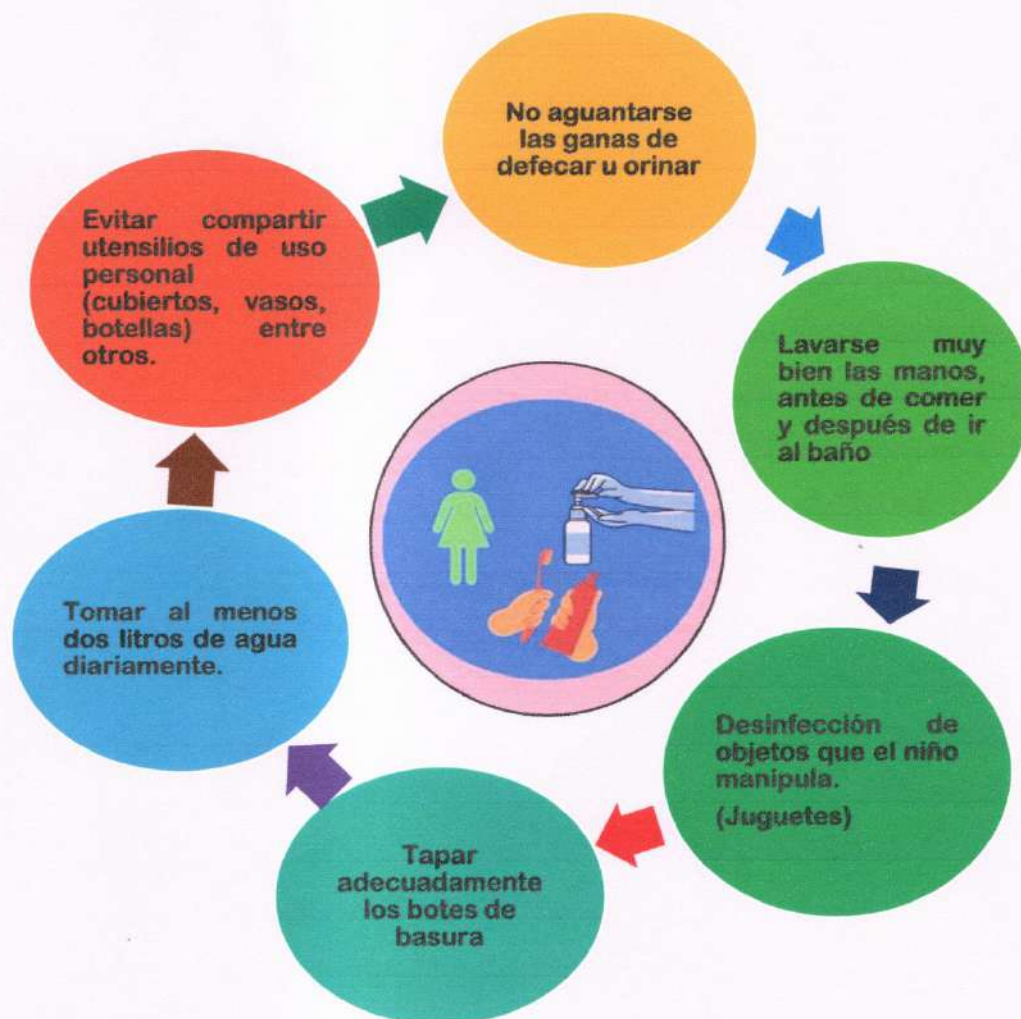 No aguantarse
las ganas de
defecar u orinar
Lavarse muy
bien las manos,
antes de comer
y después de ir
al baño
Desinfección de
objetos que el niño
manipula.
(Juguetes)
Tapar
adecuadamente
los botes de
basura
Tomar al menos
dos litros de agua
diariamente.
Evitar compartir
utensilios de uso
personal
(cubiertos, vasos,
botellas) entre
otros.